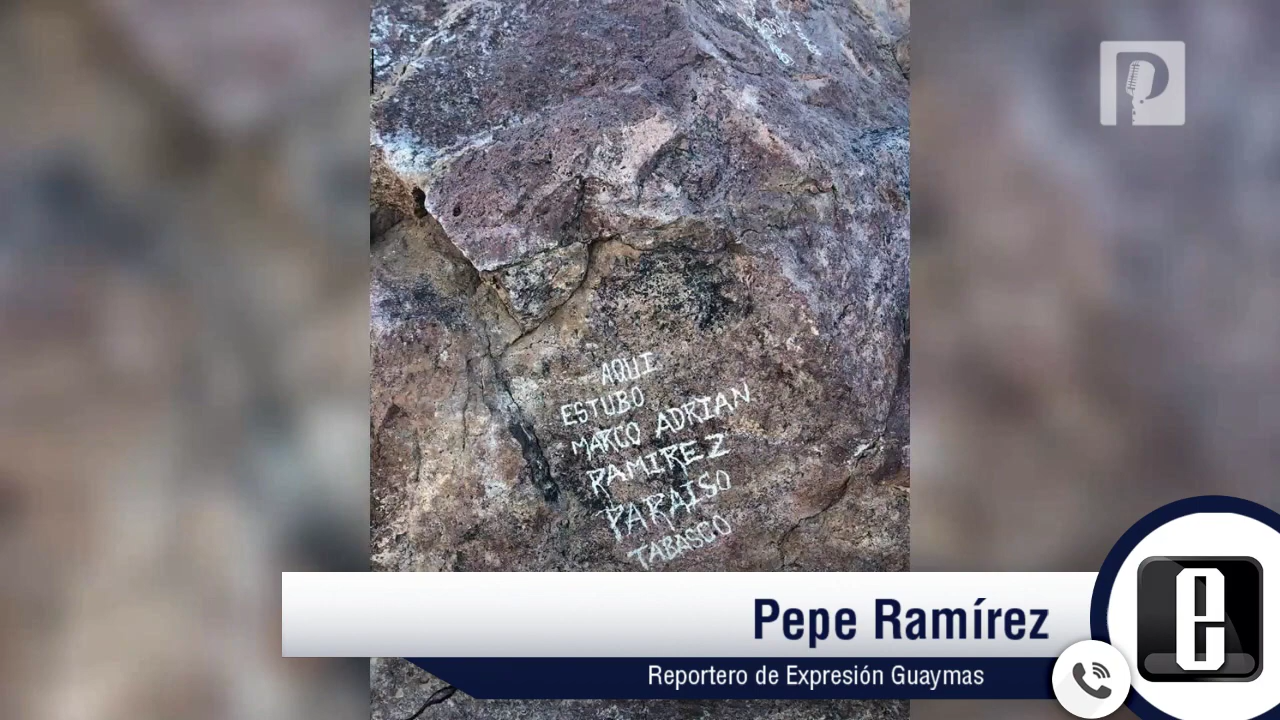 AQUI
ESTUBO
MARCO ADRIAN
RAMIREZ
PARAISO
TABASCO
Pepe Ramírez
Reportero de Expresión Guaymas
e
P